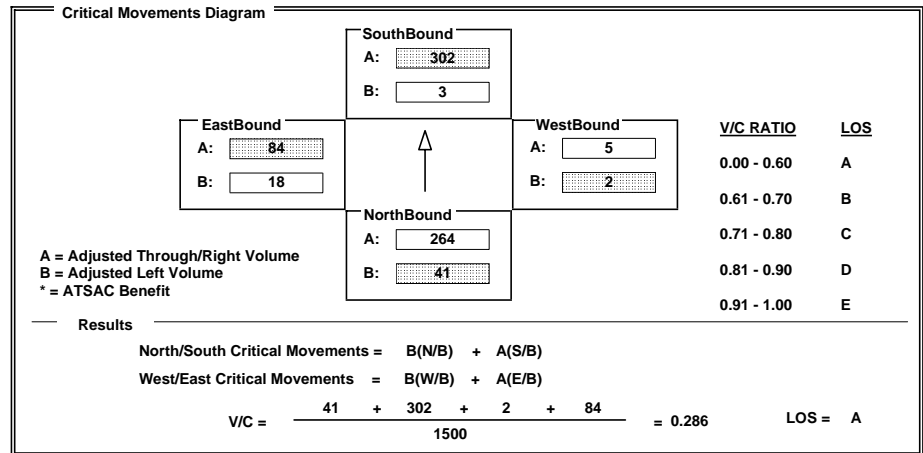 Critical Movements Diagram
SouthBound
A: 302
B: 3
EastBound
A: 84
B: 18
WestBound
A: 5
B: 2
NorthBound
A: 264
B: 41
V/C RATIO LOS
0.00 - 0.60 A
0.61 - 0.70 B
0.71 - 0.80 C
0.81 - 0.90 D
0.91 - 1.00 E
A = Adjusted Through/Right Volume
B = Adjusted Left Volume
* = ATSAC Benefit
Results
North/South Critical Movements = B(N/B) + A(S/B)
West/East Critical Movements = B(W/B) + A(E/B)
V/C = 41 + 302 + 2 + 84 = 0.286 LOS = A
1500